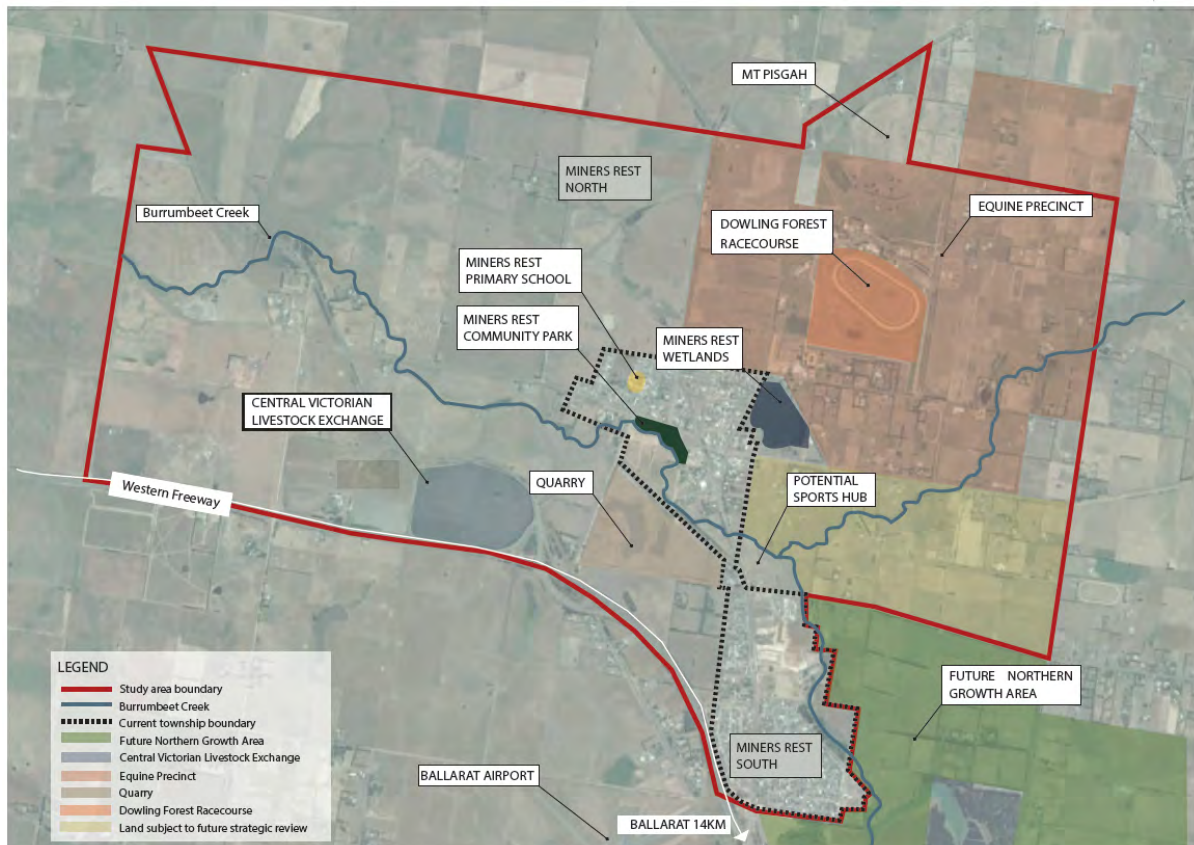 MT PISGAH
MINERS REST
NORTH
Burrumbeet Creek
EQUINE PRECINCT
DOWLING FOREST
RACECOURSE
MINERS REST
PRIMARY SCHOOL
MINERS REST
COMMUNITY PARK
MINERS REST
WETLANDS
CENTRAL VICTORIAN
LIVESTOCK EXCHANGE
Western Freeway
QUARRY
POTENTIAL
SPORTS HUB
FUTURE NORTHERN
GROWTH AREA
MINERS REST
SOUTH
BALLARAT AIRPORT
BALLARAT 14KM
LEGEND
Study area boundary
Burrumbeet Creek
Current township boundary
Future Northern Growth Area
Central Victorian Livestock Exchange
Equine Precinct
Quarry
Dowling Forest Racecourse
Land subject to future strategic review